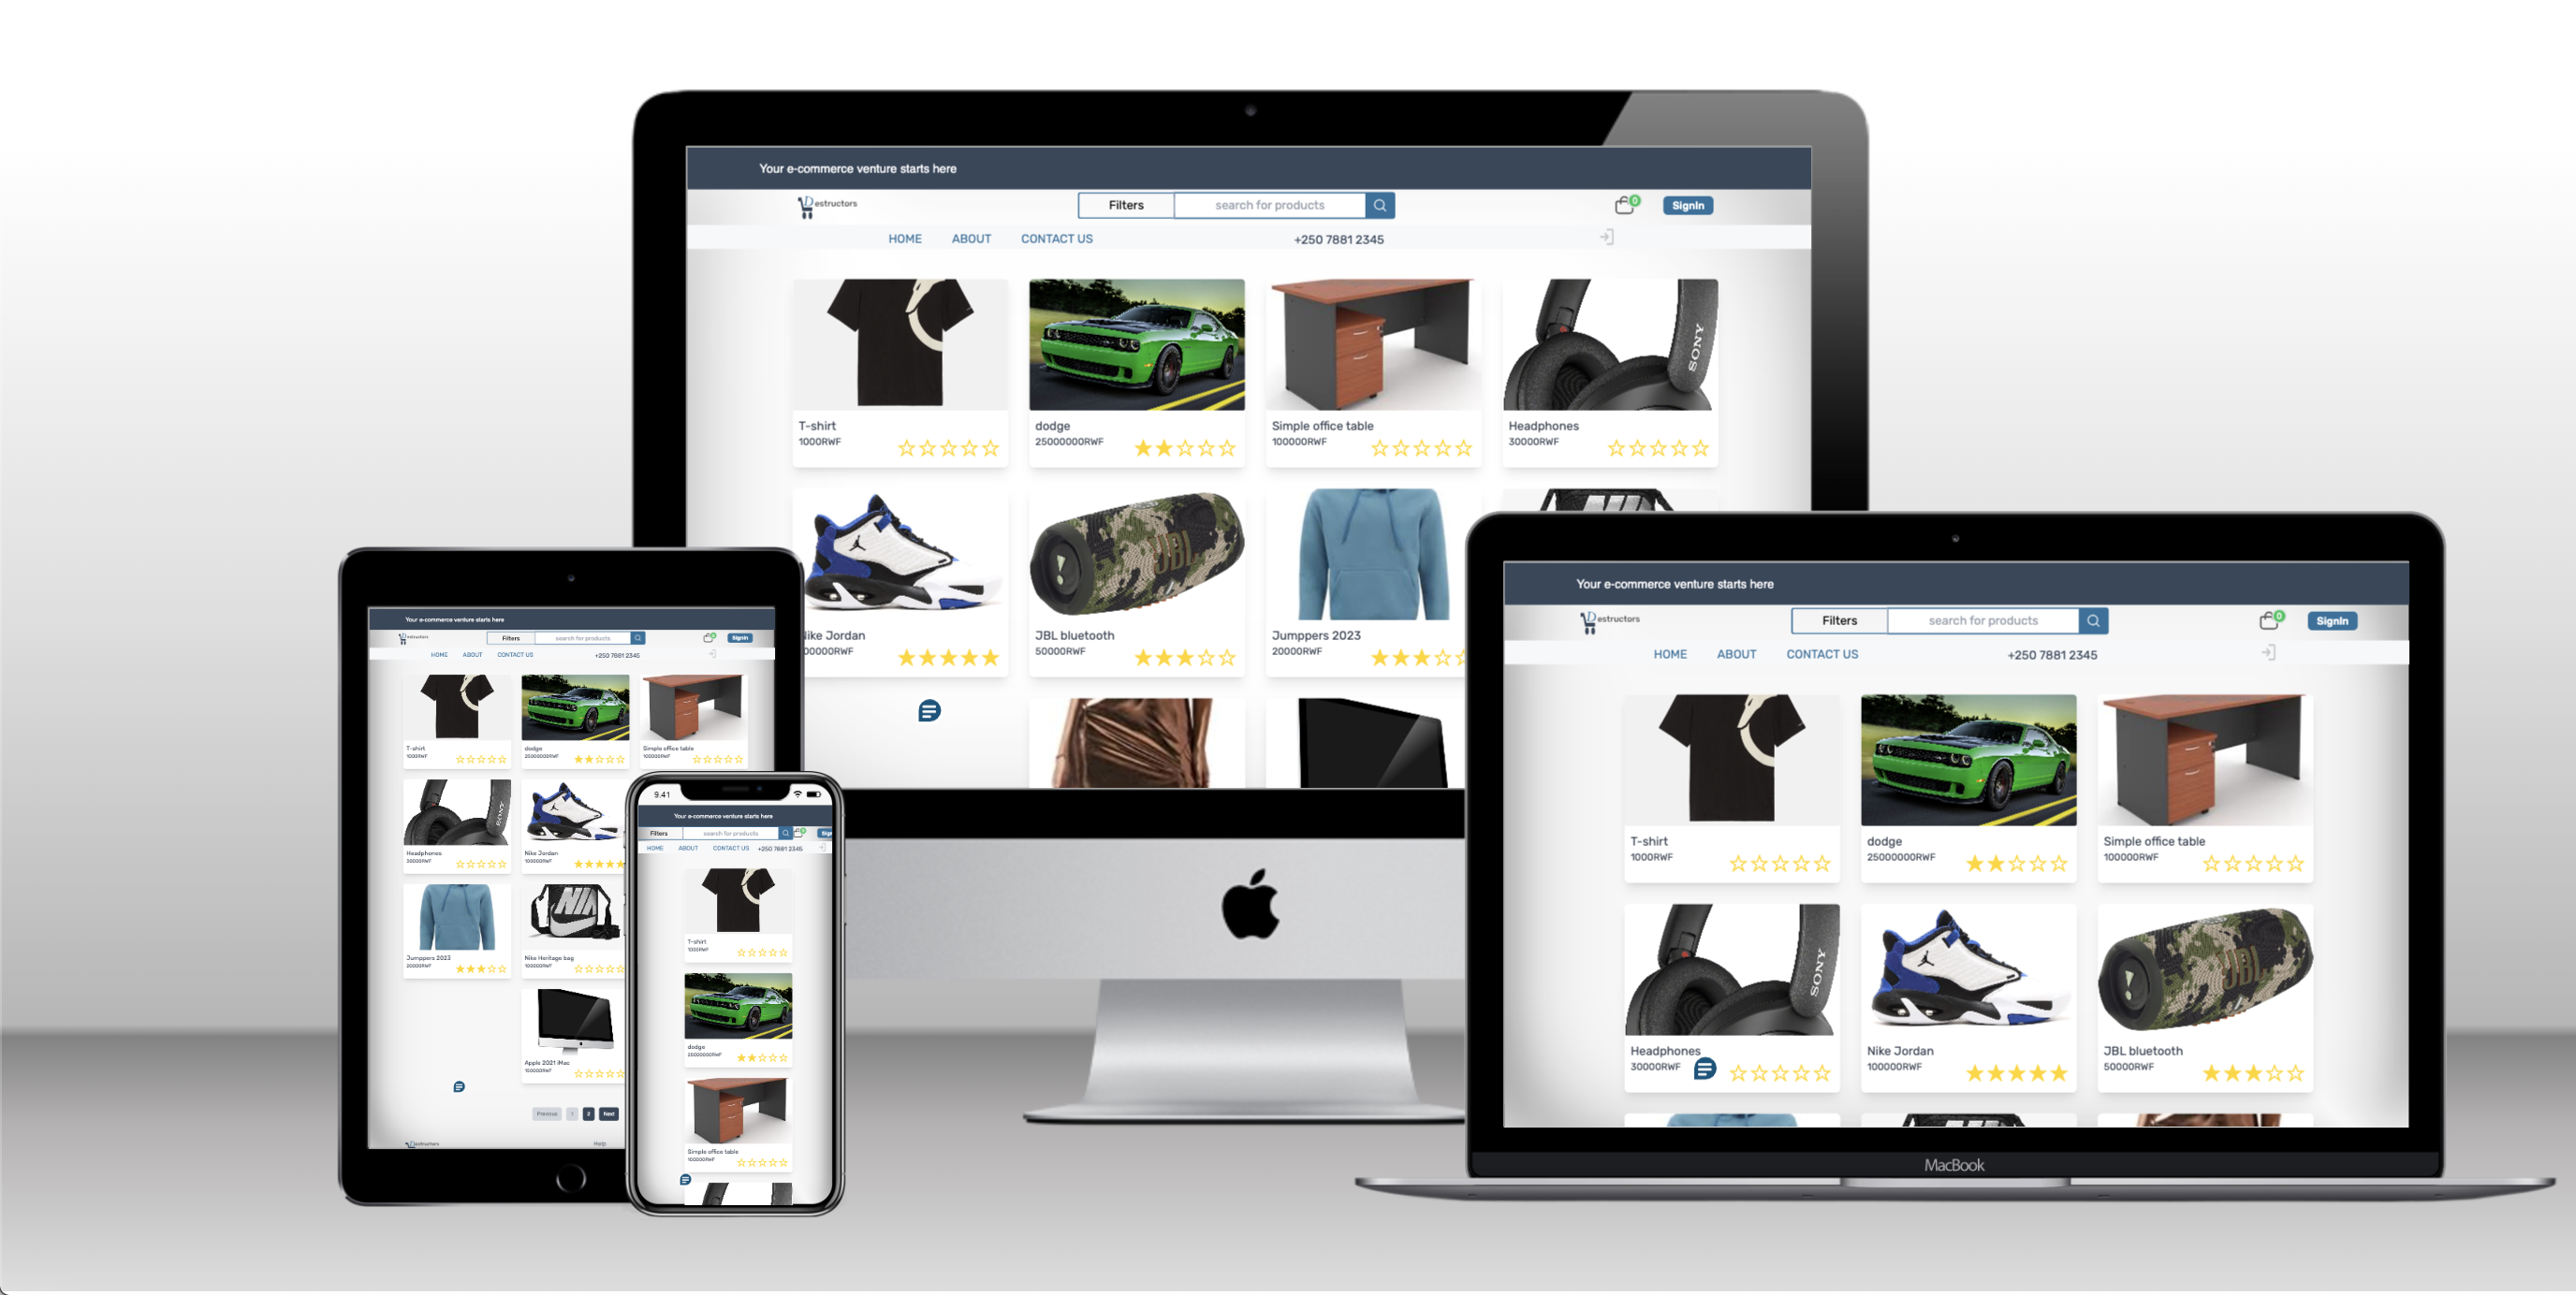 Your e-commerce venture starts here
Destructors
Filters
search for products
0
SignIn
HOME
ABOUT
CONTACT US
+250 7881 2345
SONY
T-shirt
1000RWF
dodge
25000000RWF
Simple office table
100000RWF
Headphones
30000RWF
JBL
Nike Jordan
00000RWF
JBL bluetooth
50000RWF
Jumppers 2023
20000RWF
Your e-commerce venture starts here
Destructors
Filters
search for products
0
SignIn
HOME
ABOUT
CONTACT US
+250 7881 2345
T-shirt
1000RWF
dodge
25000000RWF
Simple office table
100000RWF
SONY
JBL
Headphones
30000RWF
Nike Jordan
100000RWF
JBL bluetooth
50000RWF
MacBook
Your e-commerce venture starts here
Destructors
Filters
search for products
SignIn
HOME
ABOUT
CONTACT US
+250 7881 2345
T-shirt
1000RWF
dodge
25000000RWF
Simple office table
100000RWF
SONY
Headphones
30000RWF
Nike Jordan
100000RWF
NIK
Jumppers 2023
20000RWF
Nike Heritage bag
100000RWF
Apple 2021 iMac
100000RWF
Previous
1
2
Next
Destructors
Help
9.41
Your e-commerce venture starts here
Filters
search for products
Sign
HOME
ABOUT
CONTACT US
+250 7881 2345
T-shirt
1000RWF
dodge
25000000RWF
Simple office table
100000RWF